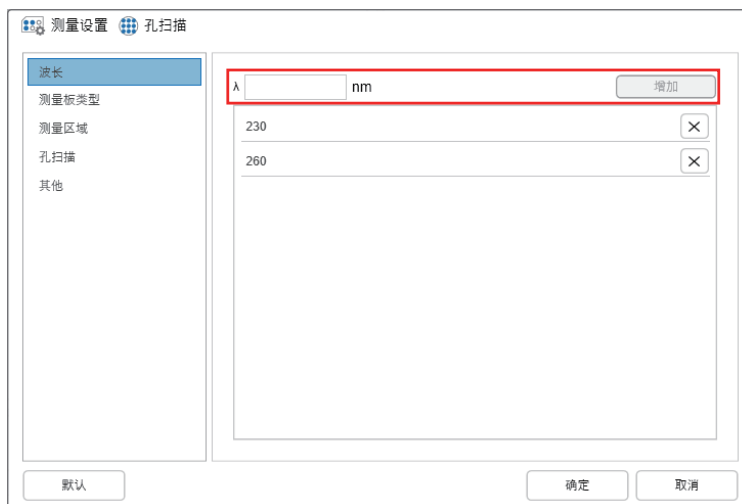 测量设置 孔扫描
波长
测量板类型
测量区域
孔扫描
其他
λ nm 增加
230
260
默认 确定 取消